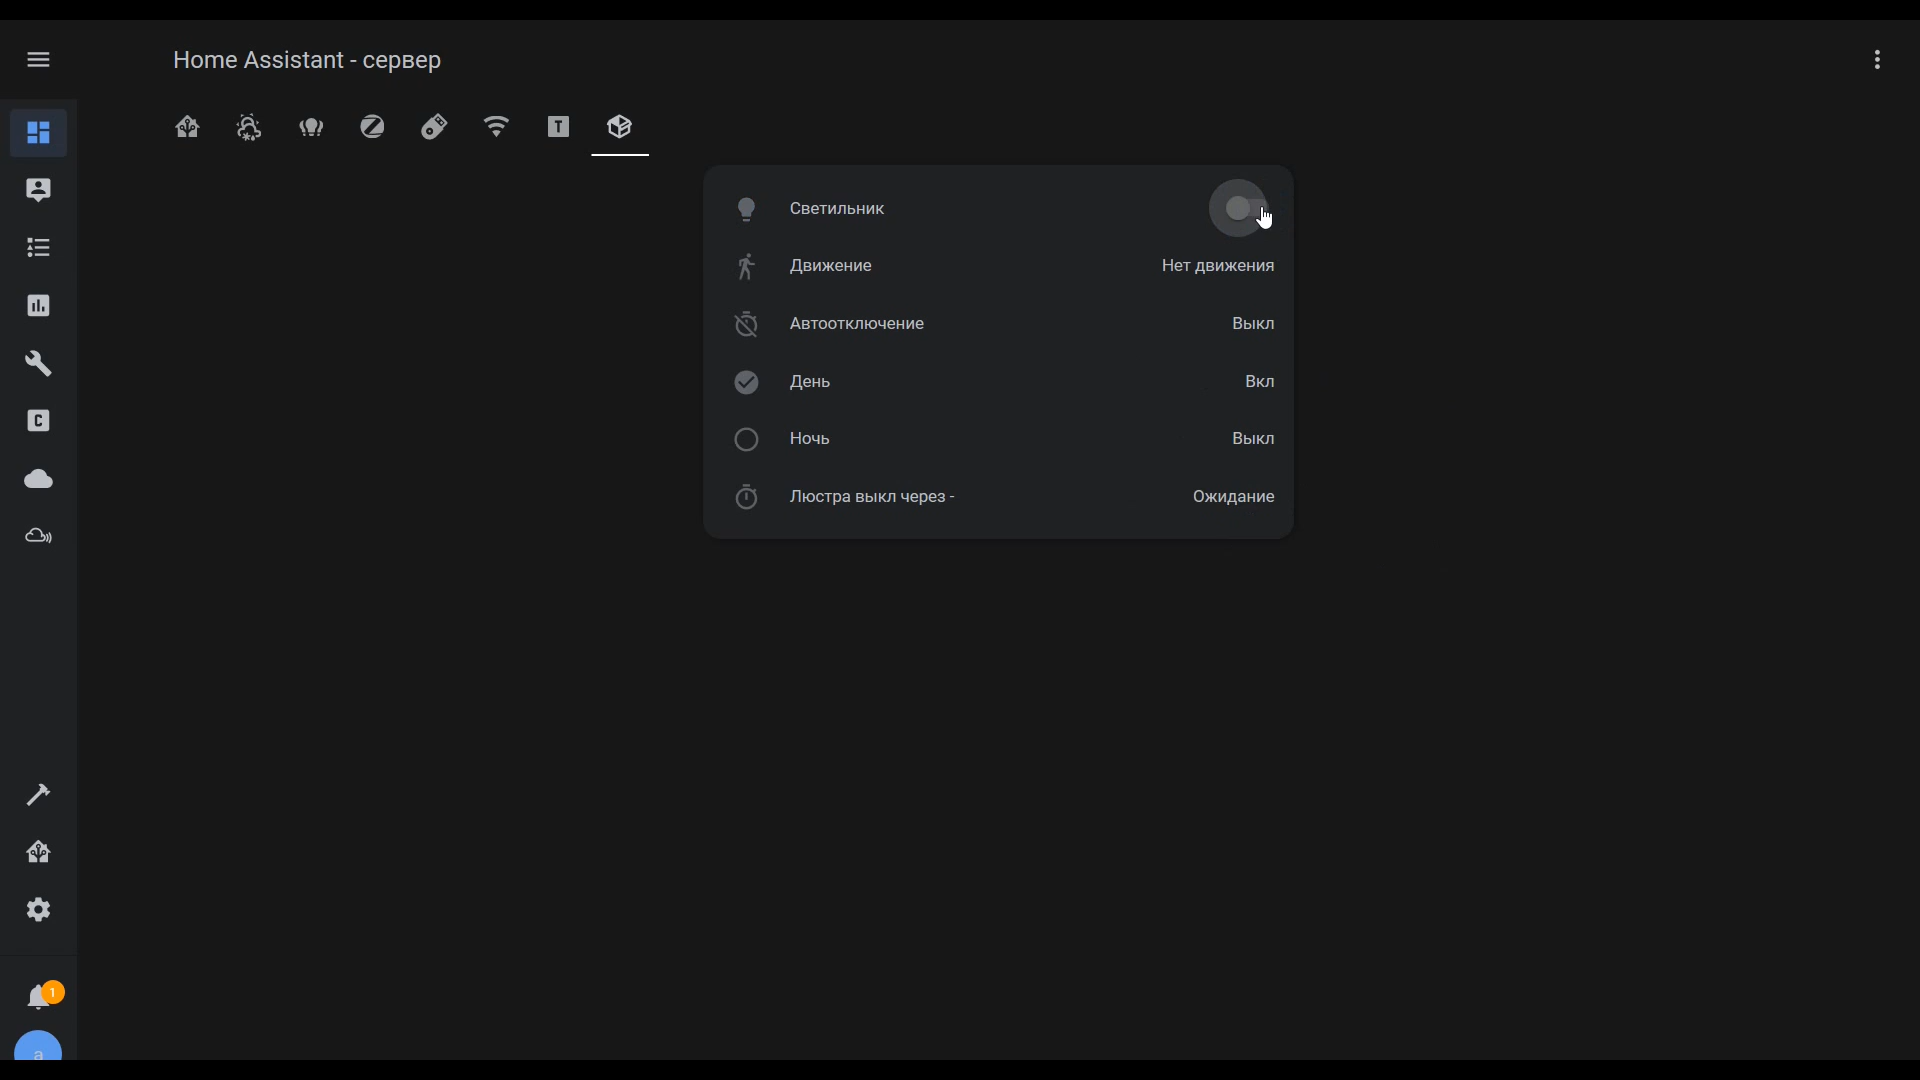 Home Assistant - сервер
T
Светильник
Движение Нет движения
Автоотключение Выкл
День Вкл
C
Ночь Выкл
Люстра выкл через - Ожидание
1
a